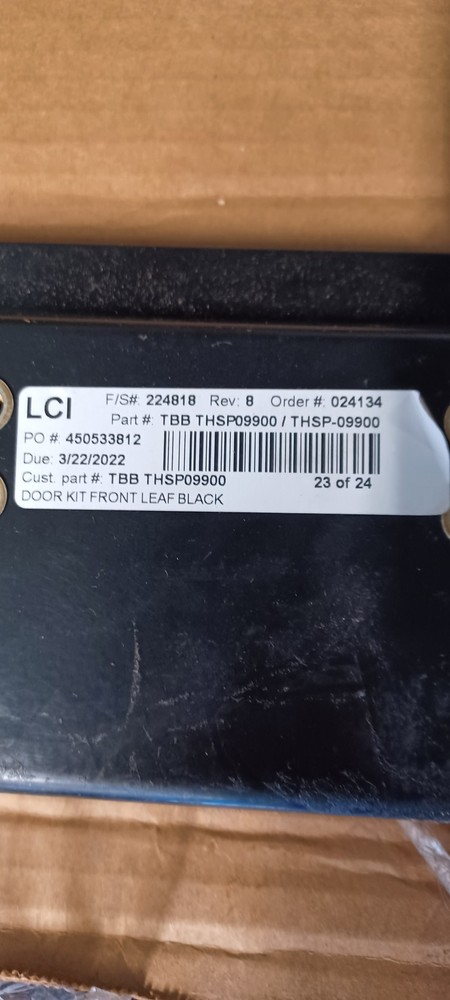 LCI
F/S#: 224818 Rev: 8 Order #: 024134
Part #: TBB THSP09900 / THSP-09900
PO #: 450533812
Due: 3/22/2022
Cust. part #: TBB THSP09900 23 of 24
DOOR KIT FRONT LEAF BLACK